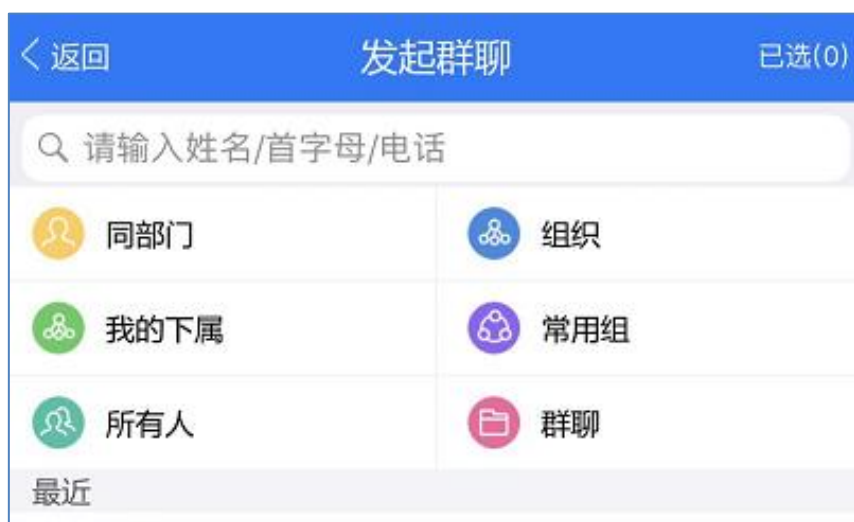 返回 发起群聊 已选(0)
请输入姓名/首字母/电话
同部门 组织
我的下属 常用组
所有人 群聊
最近